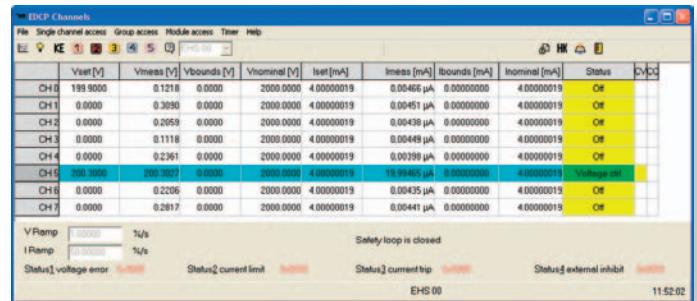 EDCP Channels
File Single channel access Group access Module access Timer Help
KE 1 2 3 4 5 EHS 00 HK
Vset [V] Vmeas [V] Vbounds [V] Vnominal [V] Iset[mA] Imeas [mA] Ibounds [mA] Inominal [mA] Status CV CC
CH 0 199.9000 0.1218 0.0000 2000.0000 4.00000019 0.00466 µA 0.00000000 4.00000019 Off
CH 1 0.0000 0.3090 0.0000 2000.0000 4.00000019 0.00451 µA 0.00000000 4.00000019 Off
CH 2 0.0000 0.2059 0.0000 2000.0000 4.00000019 0.00438 µA 0.00000000 4.00000019 Off
CH 3 0.0000 0.1118 0.0000 2000.0000 4.00000019 0.00449 µA 0.00000000 4.00000019 Off
CH 4 0.0000 0.2361 0.0000 2000.0000 4.00000019 0.00398 µA 0.00000000 4.00000019 Off
CH 5 200.3000 200.3027 0.0000 2000.0000 4.00000019 19.99465 µA 0.00000000 4.00000019 Voltage ctrl
CH 6 0.0000 0.2206 0.0000 2000.0000 4.00000019 0.00435 µA 0.00000000 4.00000019 Off
CH 7 0.0000 0.2817 0.0000 2000.0000 4.00000019 0.00441 µA 0.00000000 4.00000019 Off
V Ramp %/s
Safety loop is closed
I Ramp 50.00000 %/s
Status1 voltage error Status2 current limit Status3 current trip Status4 external inhibit
EHS 00 11:52:02